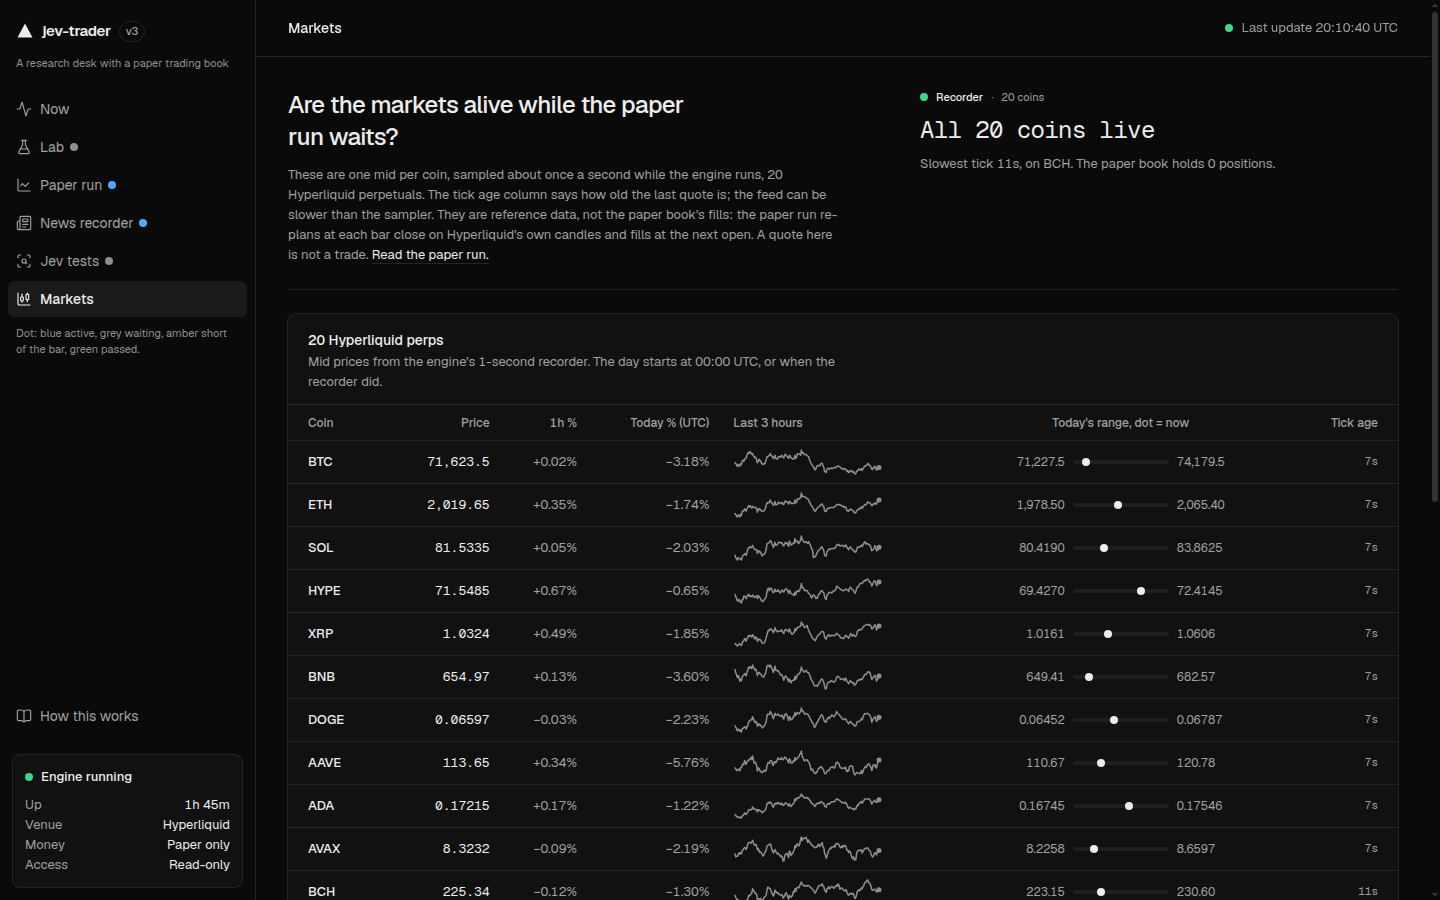 jev-trader v3
A research desk with a paper trading book
Now
Lab
Paper run
News recorder
Jev tests
Markets
Dot: blue active, grey waiting, amber short
of the bar, green passed.
How this works
Engine running
Up 1h 45m
Venue Hyperliquid
Money Paper only
Access Read-only
Markets
Last update 20:10:40 UTC
Are the markets alive while the paper
run waits?
These are one mid per coin, sampled about once a second while the engine runs, 20
Hyperliquid perpetuals. The tick age column says how old the last quote is; the feed can be
slower than the sampler. They are reference data, not the paper book's fills: the paper run re-
plans at each bar close on Hyperliquid's own candles and fills at the next open. A quote here
is not a trade. Read the paper run.
Recorder · 20 coins
All 20 coins live
Slowest tick 11s, on BCH. The paper book holds 0 positions.
20 Hyperliquid perps
Mid prices from the engine's 1-second recorder. The day starts at 00:00 UTC, or when the
recorder did.
Coin Price 1h % Today % (UTC) Last 3 hours Today's range, dot = now Tick age
BTC 71,623.5 +0.02% −3.18% 71,227.5 74,179.5 7s
ETH 2,019.65 +0.35% −1.74% 1,978.50 2,065.40 7s
SOL 81.5335 +0.05% −2.03% 80.4190 83.8625 7s
HYPE 71.5485 +0.67% −0.65% 69.4270 72.4145 7s
XRP 1.0324 +0.49% −1.85% 1.0161 1.0606 7s
BNB 654.97 +0.13% −3.60% 649.41 682.57 7s
DOGE 0.06597 −0.03% −2.23% 0.06452 0.06787 7s
AAVE 113.65 +0.34% −5.76% 110.67 120.78 7s
ADA 0.17215 +0.17% −1.22% 0.16745 0.17546 7s
AVAX 8.3232 −0.09% −2.19% 8.2258 8.6597 7s
BCH 225.34 −0.12% −1.30% 223.15 230.60 11s